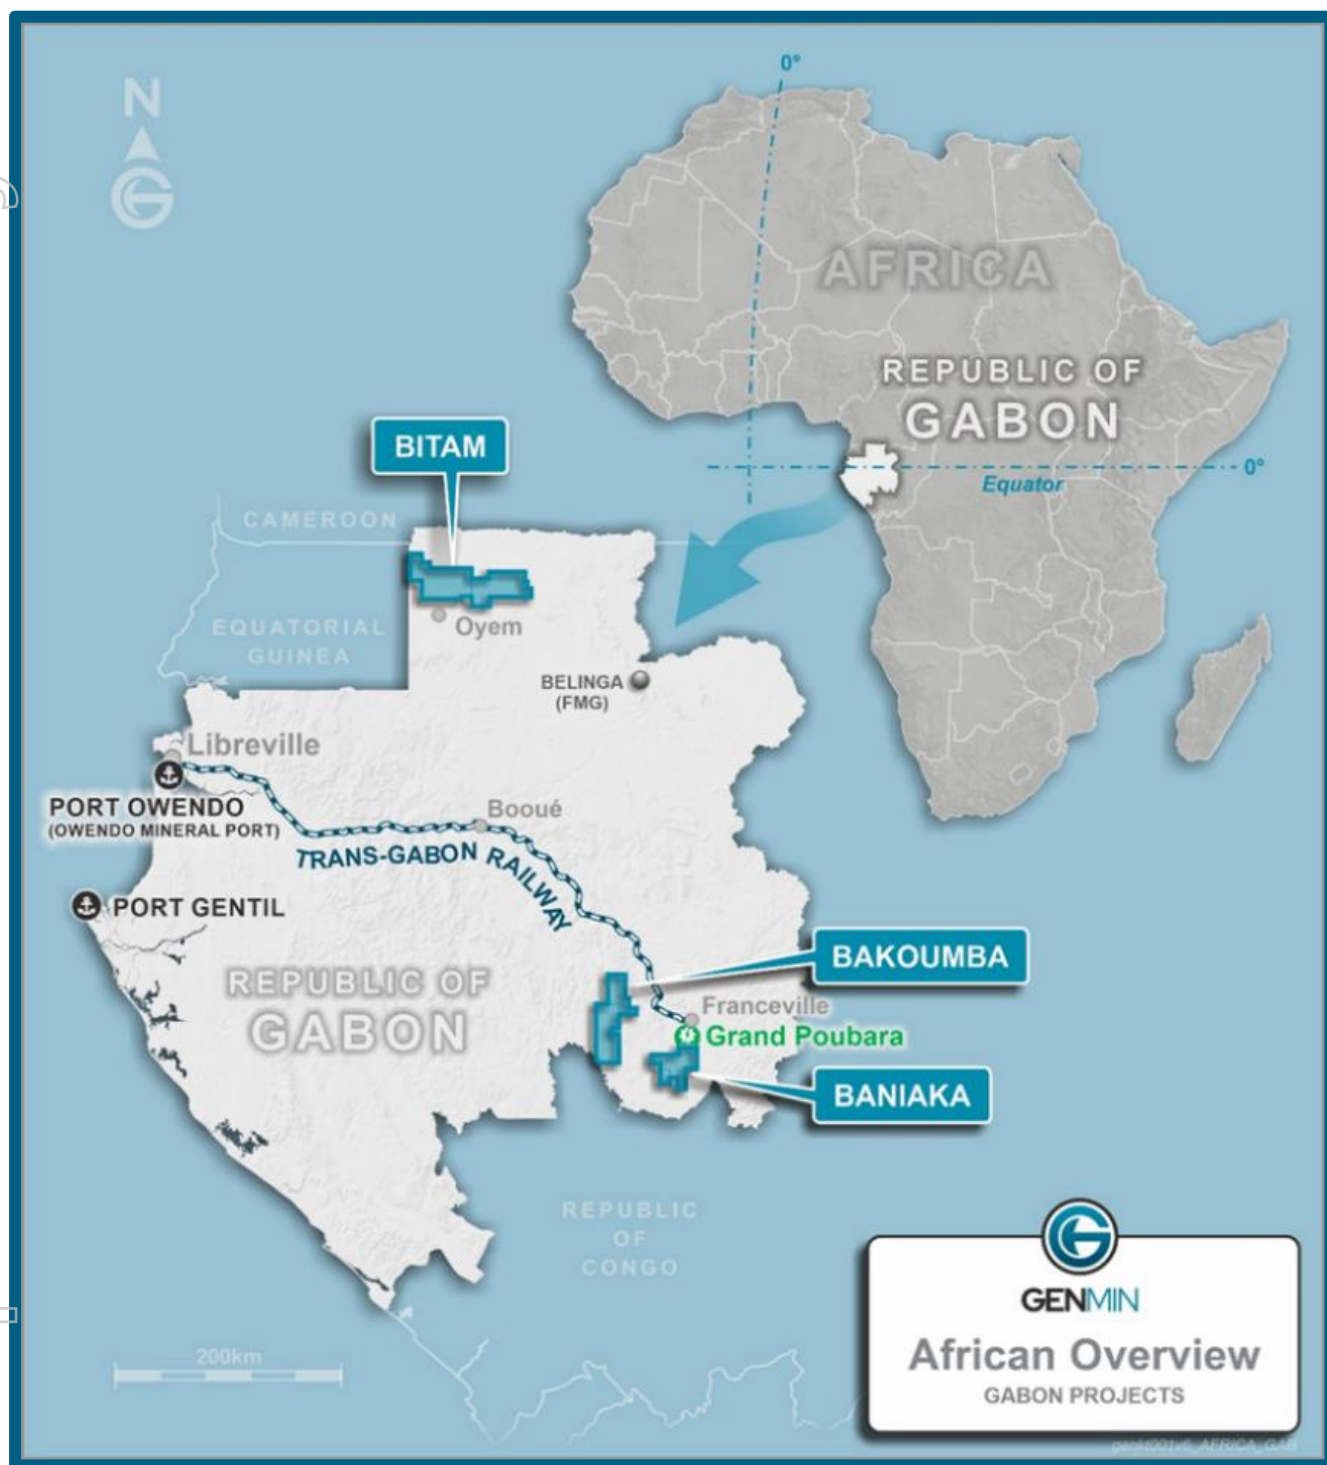 N
0°
AFRICA
REPUBLIC OF
GABON
0°
Equator
BITAM
CAMEROON
EQUATORIAL
GUINEA
Oyem
BELINGA
(FMG)
Libreville
PORT OWENDO
(OWENDO MINERAL PORT)
Booué
TRANS-GABON RAILWAY
PORT GENTIL
BAKOUMBA
REPUBLIC OF
GABON
Franceville
Grand Poubara
BANIAKA
REPUBLIC
OF
CONGO
GENMIN
African Overview
GABON PROJECTS
200km